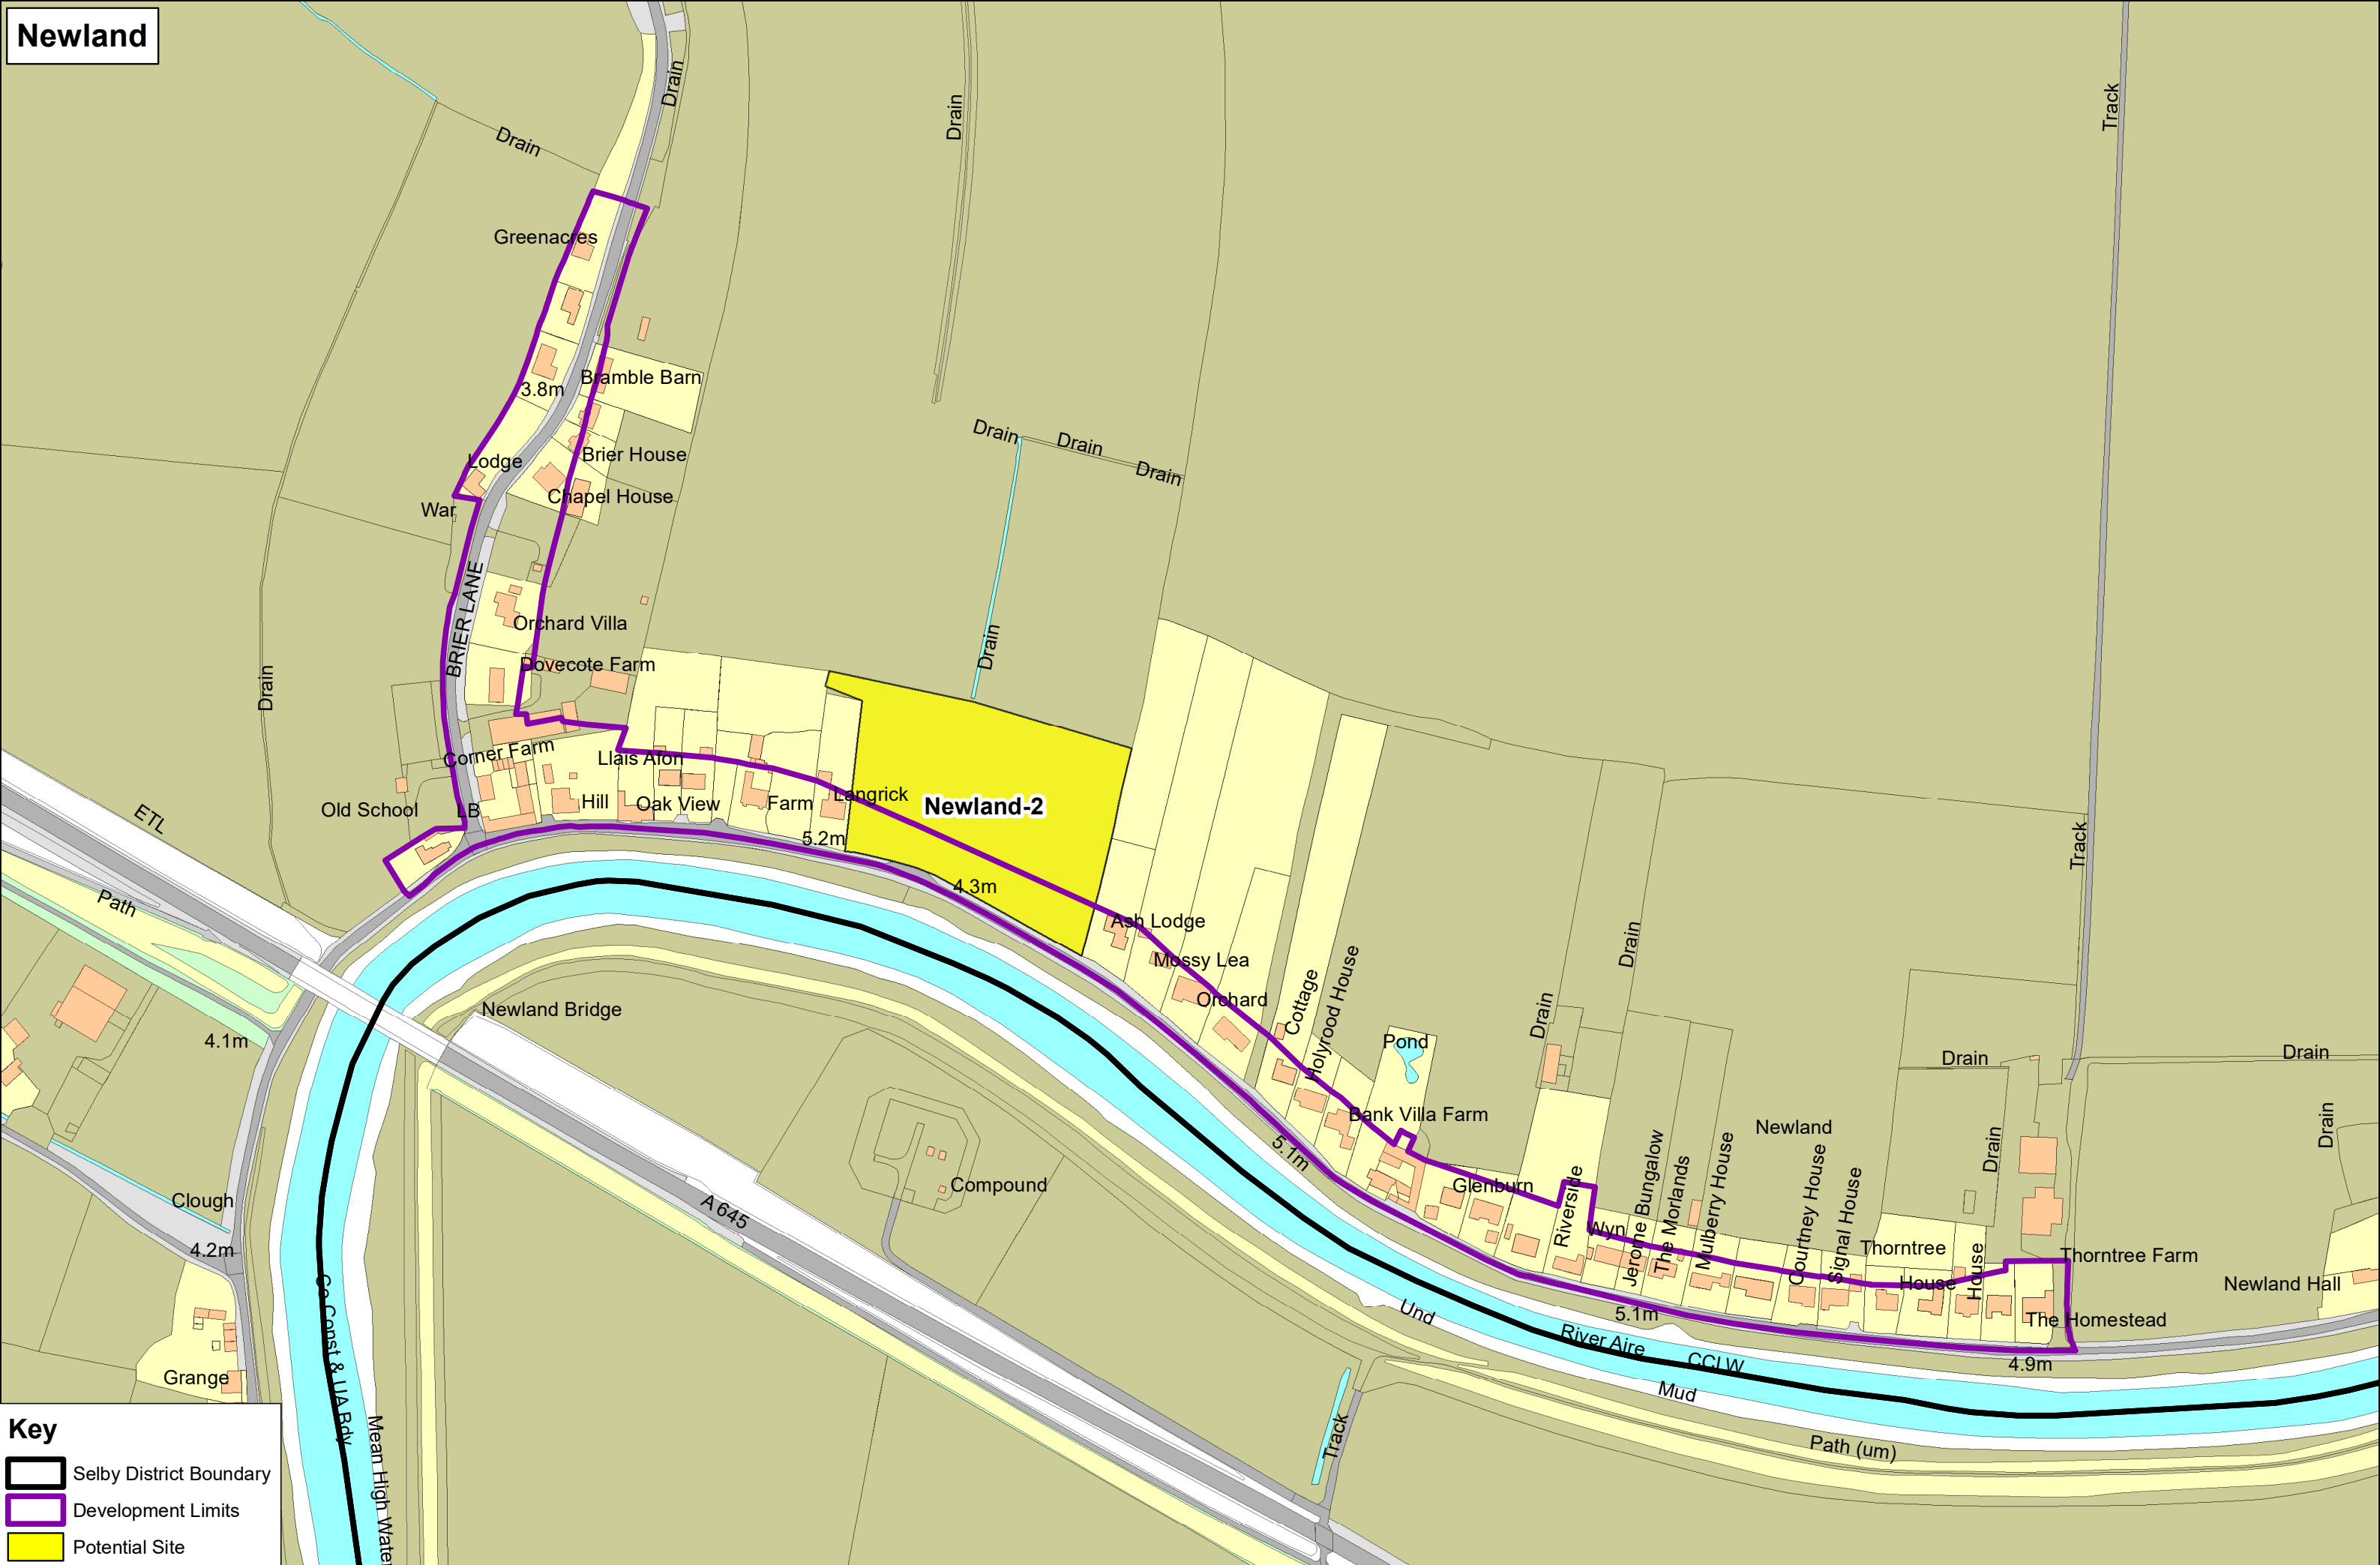 Newland
Drain
Drain
Drain
Track
Greenacres
Bramble Barn
3.8m
Drain
Drain
Drain
Brier House
Lodge
Chapel House
War
BRIER LANE
Orchard Villa
Drain
Dovecote Farm
Drain
Corner Farm
Llais Afon
Langrick
Newland-2
Hill
Oak View
Farm
Old School
LB
ETL
5.2m
Track
4.3m
Path
Ash Lodge
Mossy Lea
Orchard
Cottage
Holyrood House
Drain
Drain
Newland Bridge
4.1m
Pond
Drain
Drain
Bank Villa Farm
5.1m
Newland
Drain
Drain
Compound
Glenburn
Riverside
Wyn
Jerome Bungalow
The Morlands
Mulberry House
Courtney House
Signal House
Thorntree
House
House
Thorntree Farm
Newland Hall
The Homestead
Clough
A 645
4.2m
Und
5.1m
River Aire
CCLW
4.9m
Mud
Grange
Co Const & UA Bdy
Mean High Water
Track
Path (um)
Key
Selby District Boundary
Development Limits
Potential Site